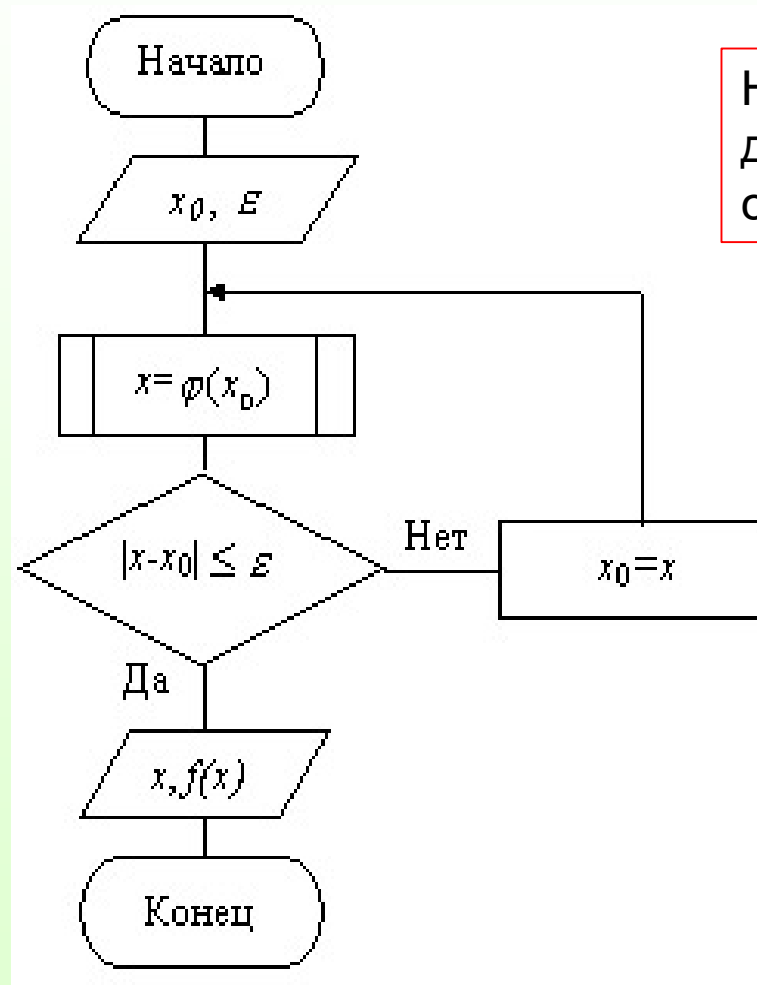 Начало
x₀, ε
x=φ(x₀)
|x-x₀| ≤ ε
Нет
x₀=x
Да
x, f(x)
Конец